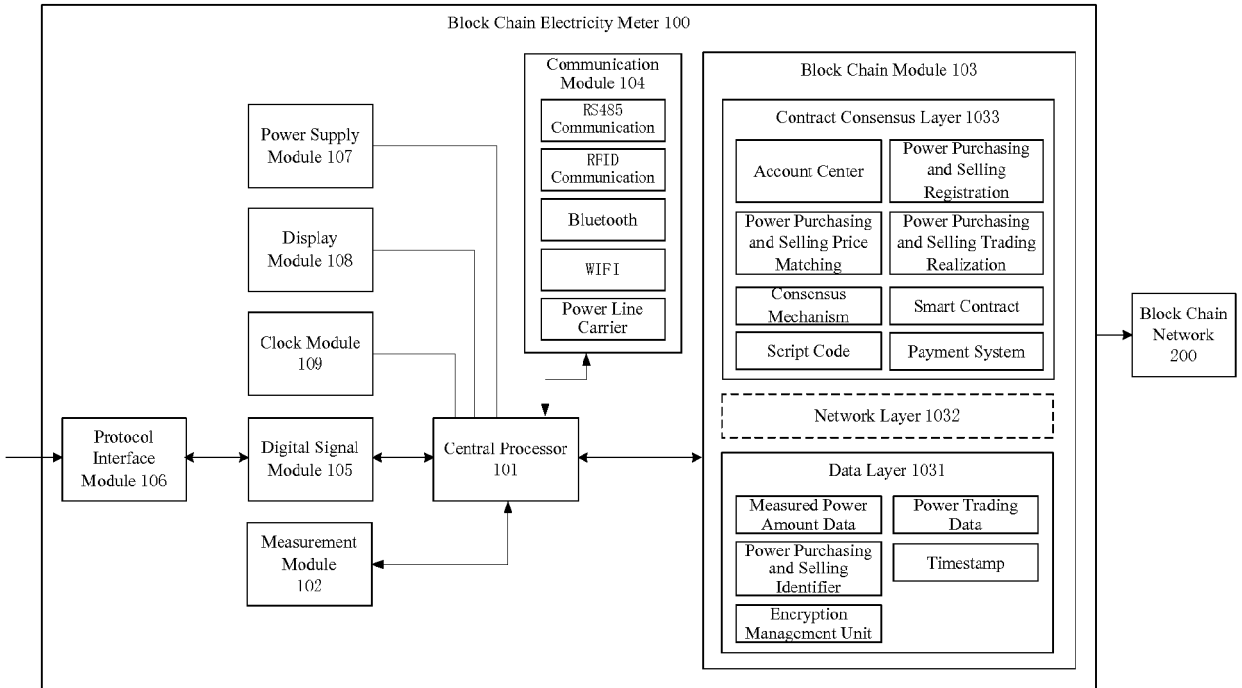 Block Chain Electricity Meter 100
Power Supply
Module 107
Display
Module 108
Clock Module
109
Protocol
Interface
Module 106
Digital Signal
Module 105
Measurement
Module
102
Central Processor
101
Communication
Module 104
RS485
Communication
RFID
Communication
Bluetooth
WIFI
Power Line
Carrier
Block Chain Module 103
Contract Consensus Layer 1033
Account Center
Power Purchasing
and Selling
Registration
Power Purchasing
and Selling Price
Matching
Power Purchasing
and Selling Trading
Realization
Consensus
Mechanism
Smart Contract
Script Code
Payment System
Network Layer 1032
Data Layer 1031
Measured Power
Amount Data
Power Trading
Data
Power Purchasing
and Selling
Identifier
Timestamp
Encryption
Management Unit
Block Chain
Network
200